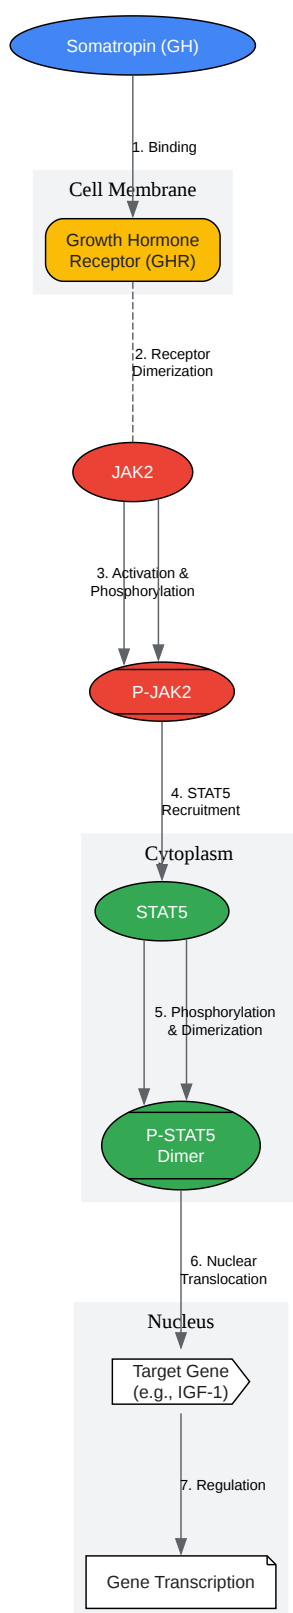 Somatropin (GH)
1. Binding
Cell Membrane
Growth Hormone
Receptor (GHR)
2. Receptor
Dimerization
JAK2
3. Activation &
Phosphorylation
P-JAK2
4. STAT5
Recruitment
Cytoplasm
STAT5
5. Phosphorylation
& Dimerization
P-STAT5
Dimer
6. Nuclear
Translocation
Nucleus
Target Gene
(e.g., IGF-1)
7. Regulation
Gene Transcription